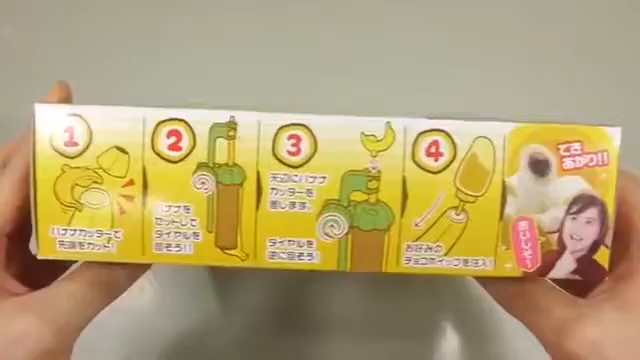 1
バナナカッターで
先端をカット！
2
バナナを
セットして
ダイヤルを
回そう！！
3
先端にバナナ
カッターを
刺します。
ダイヤルを
逆に回そう！
4
お好みの
チョコホイップを注入！
でき
あがり！！
おいしそ〜